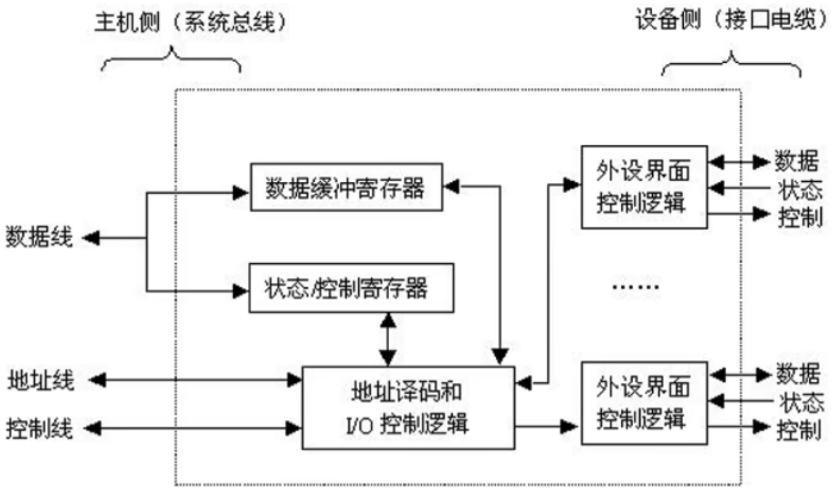 主机侧（系统总线）
设备侧（接口电缆）
数据缓冲寄存器
外设界面
控制逻辑
数据
状态
控制
数据线
状态/控制寄存器
……
地址线
控制线
地址译码和
I/O 控制逻辑
外设界面
控制逻辑
数据
状态
控制